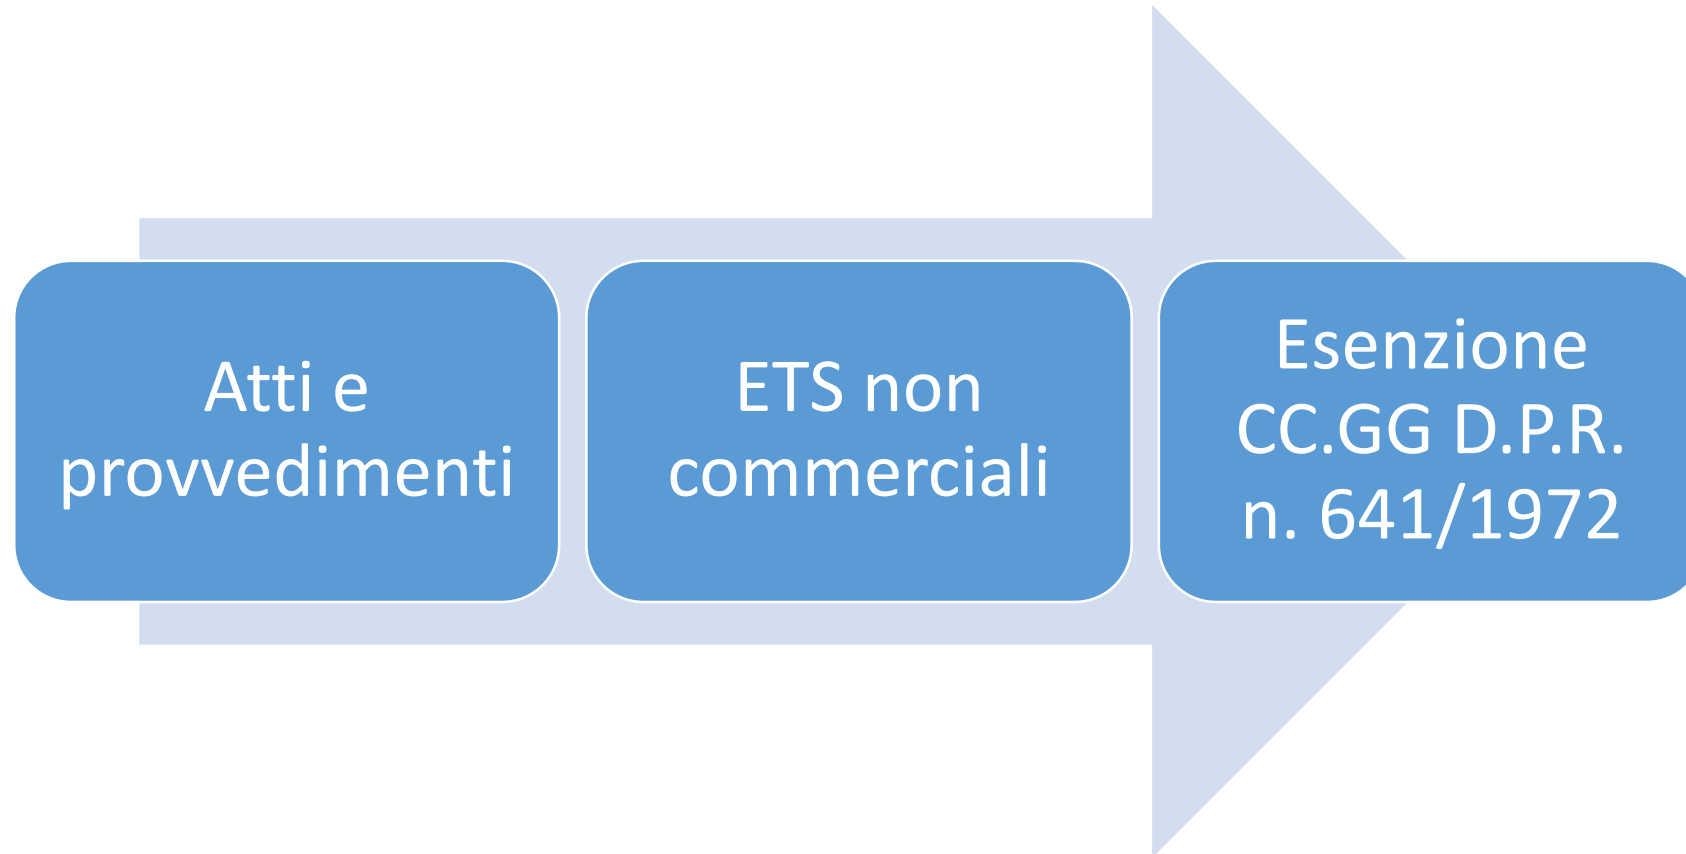 Atti e
provvedimenti
ETS non
commerciali
Esenzione
CC.GG D.P.R.
n. 641/1972